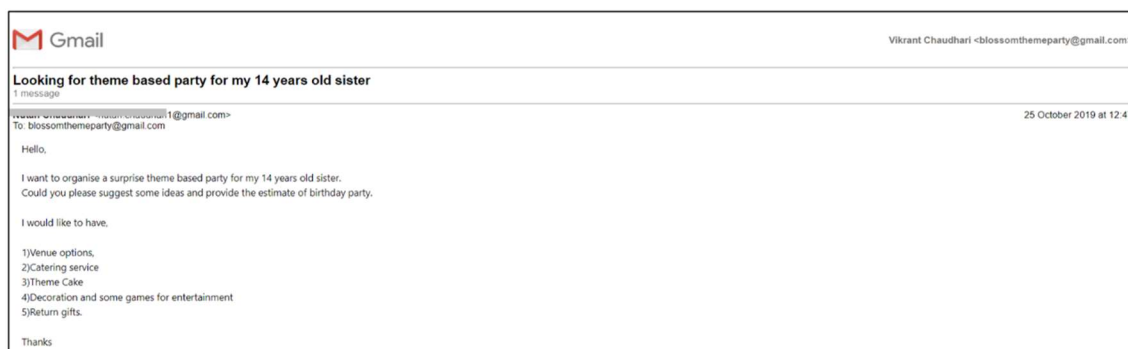 Gmail
Vikrant Chaudhari <blossomthemeparty@gmail.com>
Looking for theme based party for my 14 years old sister
1 message
1@gmail.com>
25 October 2019 at 12:4
To: blossomthemeparty@gmail.com
Hello,
I want to organise a surprise theme based party for my 14 years old sister.
Could you please suggest some ideas and provide the estimate of birthday party.
I would like to have,
1)Venue options,
2)Catering service
3)Theme Cake
4)Decoration and some games for entertainment
5)Return gifts.
Thanks